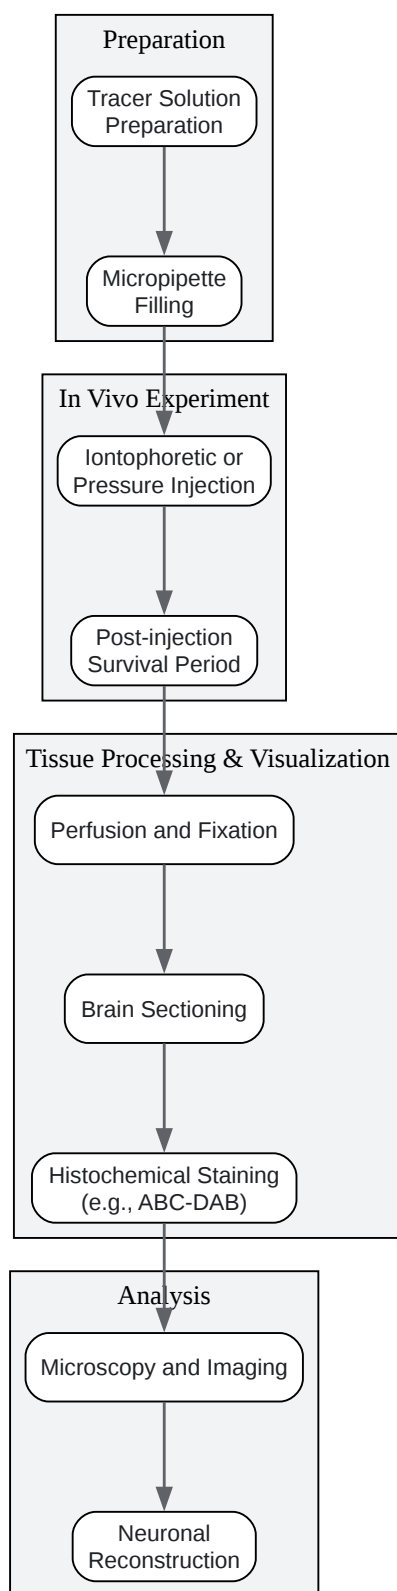 Preparation
Tracer Solution
Preparation
Micropipette
Filling
In Vivo Experiment
Iontophoretic or
Pressure Injection
Post-injection
Survival Period
Tissue Processing & Visualization
Perfusion and Fixation
Brain Sectioning
Histochemical Staining
(e.g., ABC-DAB)
Analysis
Microscopy and Imaging
Neuronal
Reconstruction